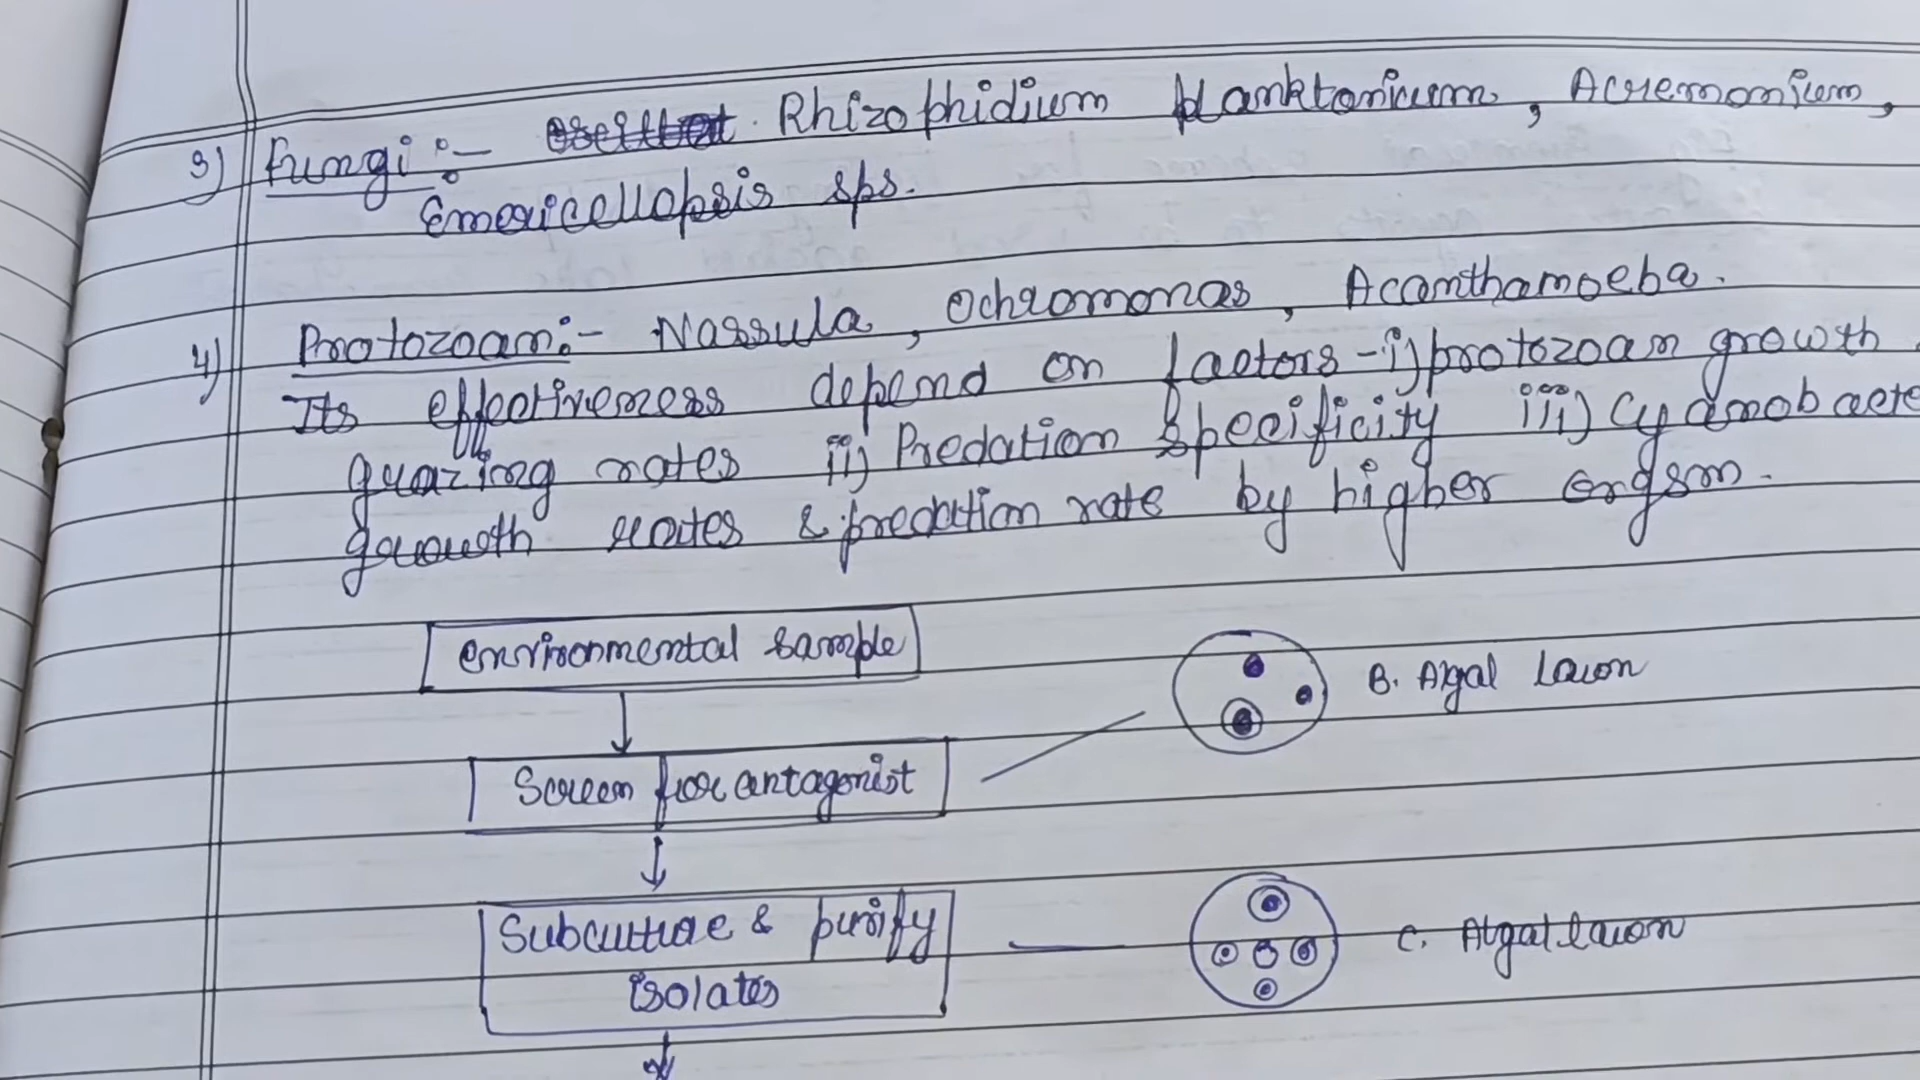 3) Fungi :- Rhizophidium planktonicum, Acremonium,
Emericellopsis sps.
4) Protozoan:- Nassula, Ochromonas, Acanthamoeba.
Its effectiveness depend on factors - i) protozoan growth
grazing rates ii) Predation specificity iii) Cyanobacte
growth rates & predation rate by higher orgsm.
environmental sample
B. Algal lawn
Screen for antagonist
Subculture & purify
isolates
C. Algal lawn